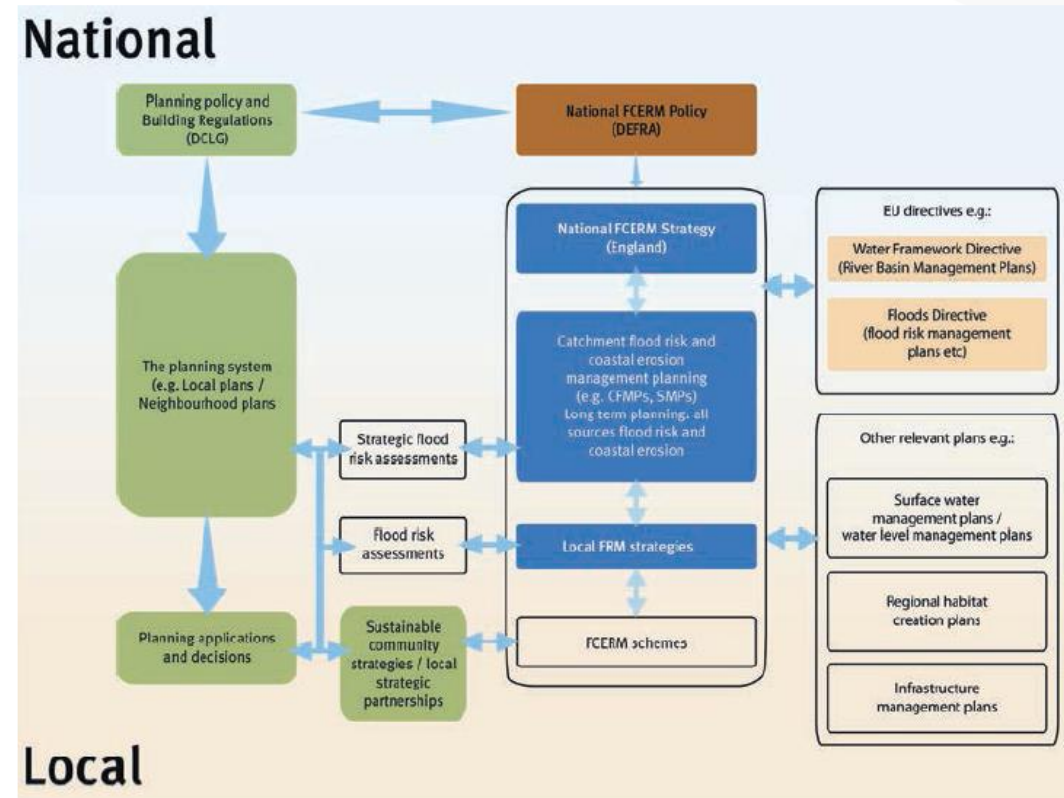 National
Planning policy and
Building Regulations
(DCLG)
National FCERM Policy
(DEFRA)
National FCERM Strategy
(England)
EU directives e.g.:
Water Framework Directive
(River Basin Management Plans)
Floods Directive
(flood risk management
plans etc)
The planning system
(e.g. Local plans /
Neighbourhood plans
Catchment flood risk and
coastal erosion
management planning
(e.g. CFMPs, SMPs)
Long term planning, all
sources flood risk and
coastal erosion
Strategic flood
risk assessments
Other relevant plans e.g.:
Surface water
management plans /
water level management plans
Flood risk
assessments
Local FRM strategies
Regional habitat
creation plans
Planning applications
and decisions
Sustainable
community
strategies / local
strategic
partnerships
FCERM schemes
Infrastructure
management plans
Local